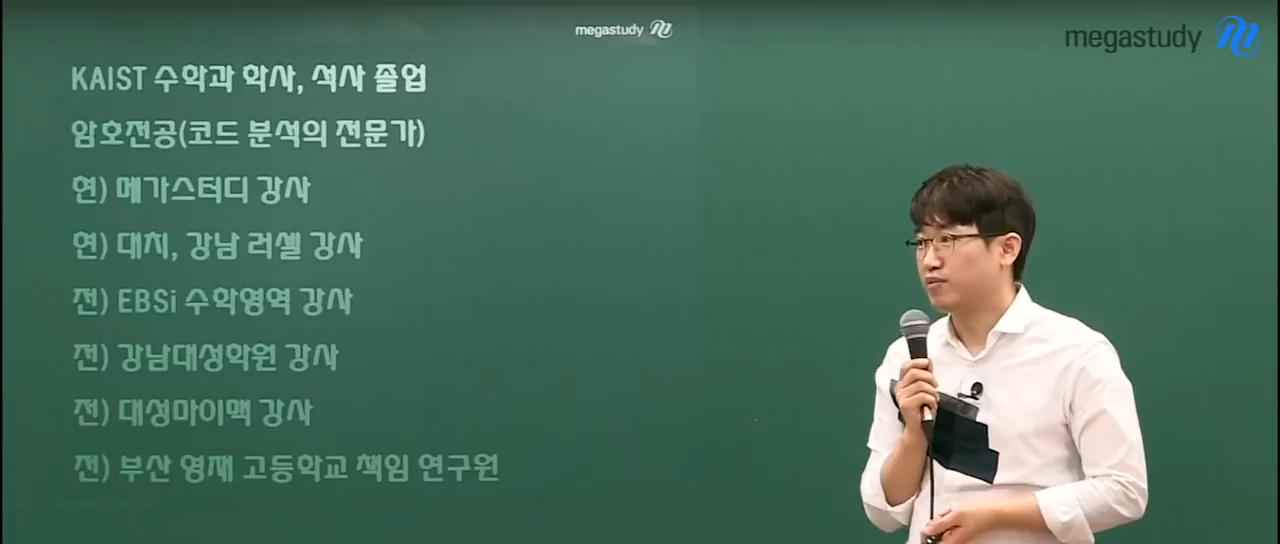 megastudy
megastudy
KAIST 수학과 학사, 석사 졸업
암호전공(코드 분석의 전문가)
현) 메가스터디 강사
현) 대치, 강남 러셀 강사
전) EBSi 수학영역 강사
전) 강남대성학원 강사
전) 대성마이맥 강사
전) 부산 영재 고등학교 책임 연구원